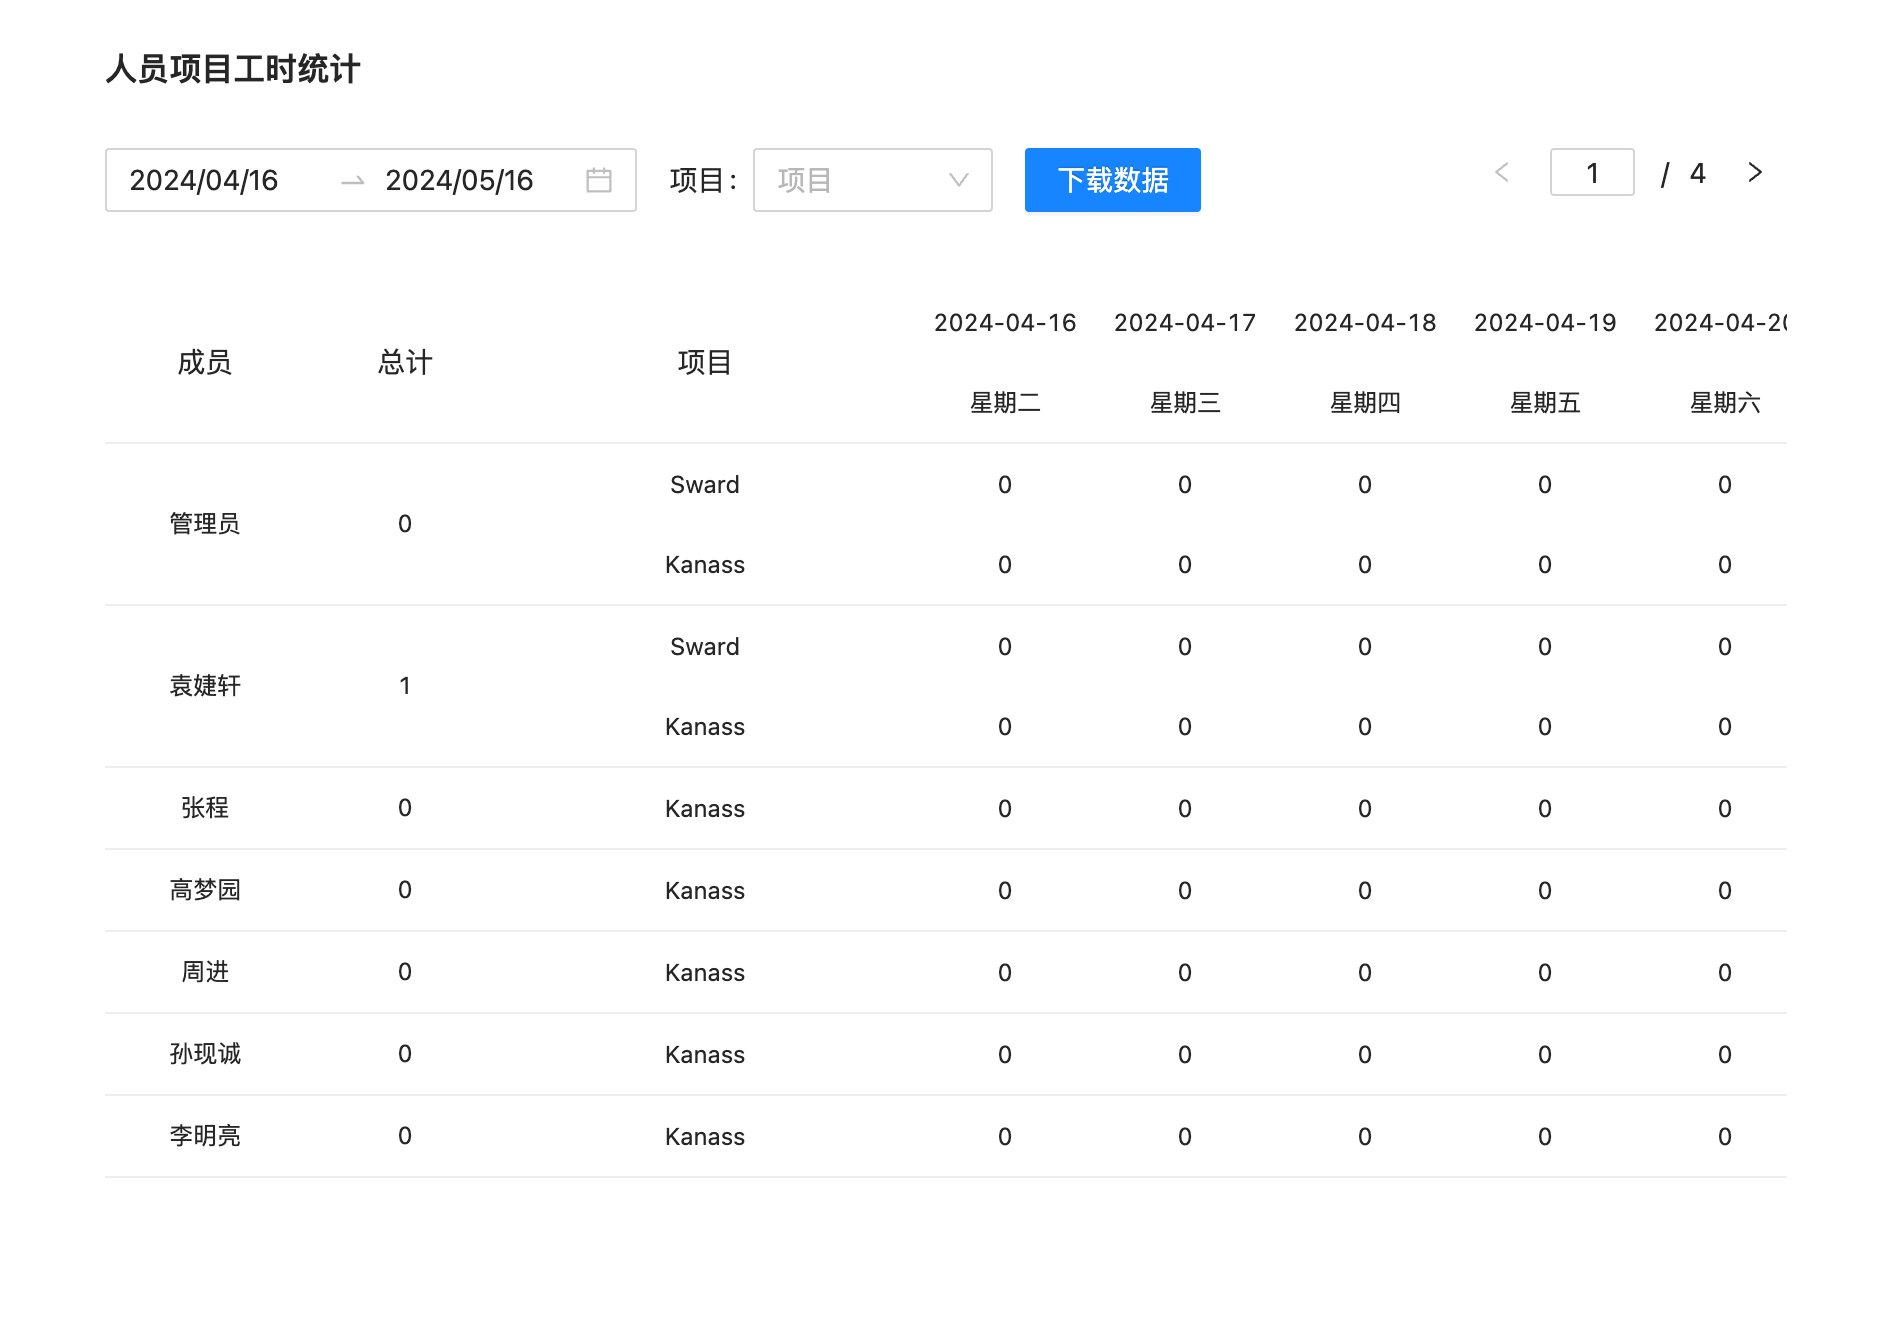 人员项目工时统计
2024/04/16 → 2024/05/16 项目: 项目 下载数据 < 1 / 4 >
成员 总计 项目 2024-04-16 2024-04-17 2024-04-18 2024-04-19 2024-04-20
星期二 星期三 星期四 星期五 星期六
管理员 0 Sward 0 0 0 0 0
Kanass 0 0 0 0 0
袁婕轩 1 Sward 0 0 0 0 0
Kanass 0 0 0 0 0
张程 0 Kanass 0 0 0 0 0
高梦园 0 Kanass 0 0 0 0 0
周进 0 Kanass 0 0 0 0 0
孙现诚 0 Kanass 0 0 0 0 0
李明亮 0 Kanass 0 0 0 0 0